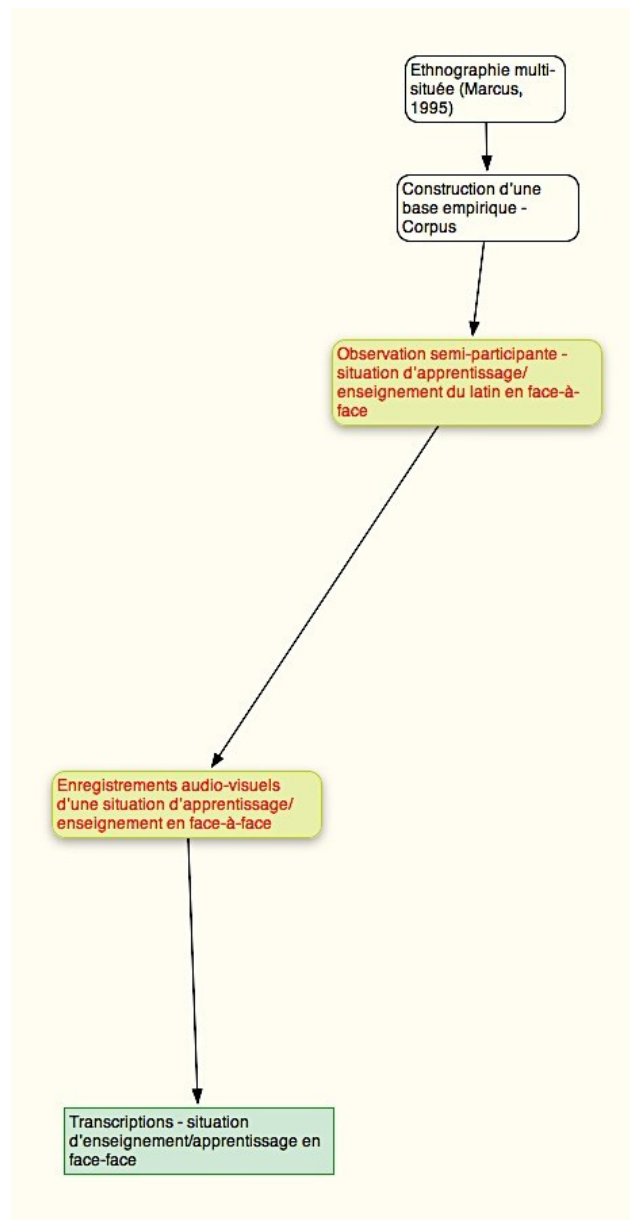 Ethnographie multi-
située (Marcus,
1995)
Construction d'une
base empirique -
Corpus
Observation semi-participante -
situation d'apprentissage/
enseignement du latin en face-à-
face
Enregistrements audio-visuels
d'une situation d'apprentissage/
enseignement en face-à-face
Transcriptions - situation
d'enseignement/apprentissage en
face-face